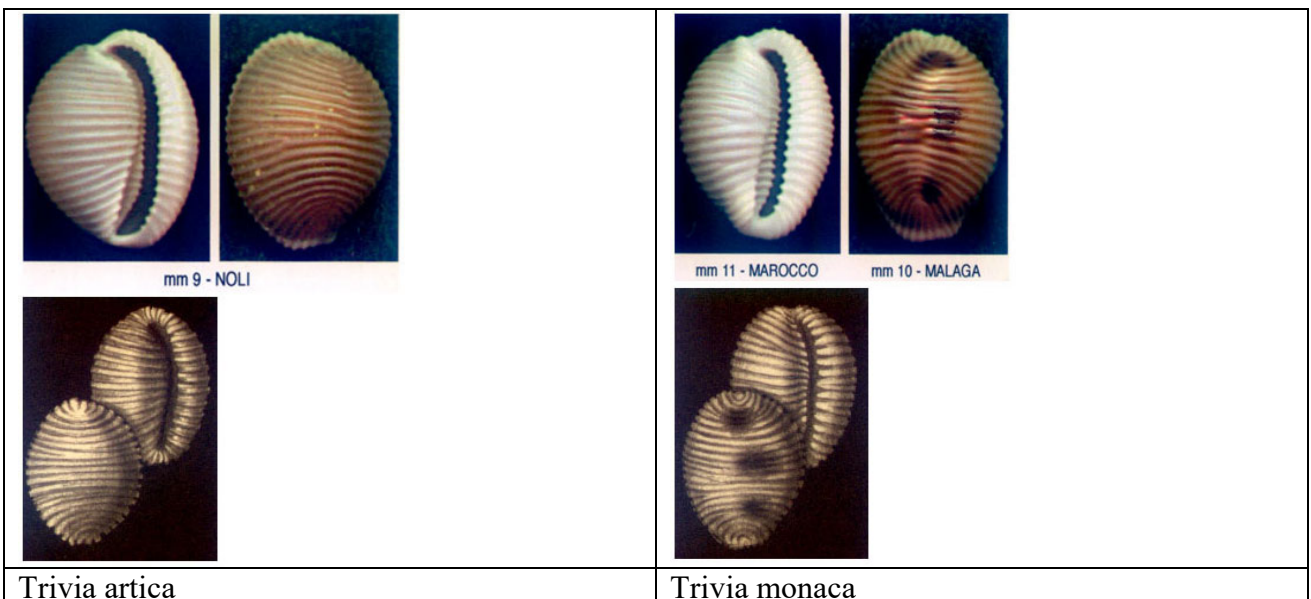 mm 9 - NOLI
mm 11 - MAROCCO
mm 10 - MALAGA
Trivia artica
Trivia monaca